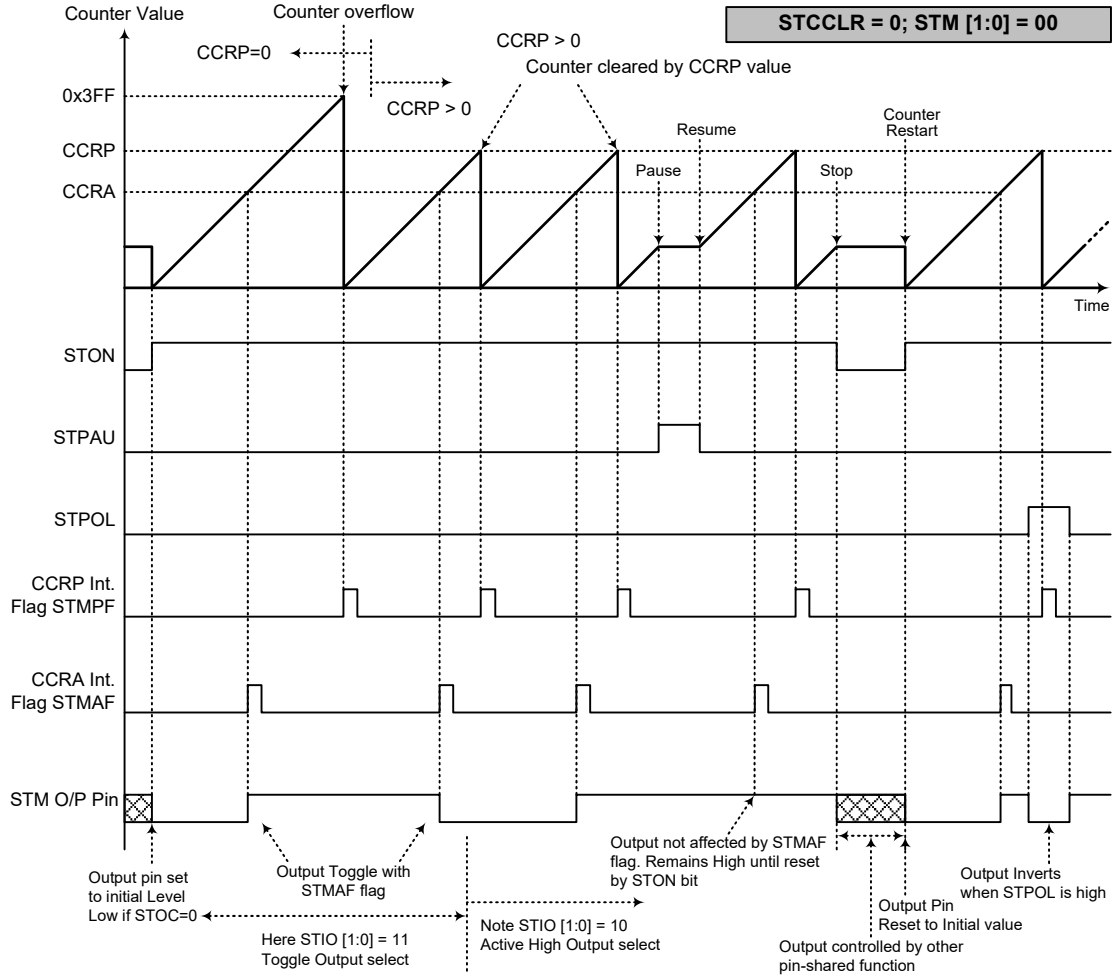 Counter Value
Counter overflow
STCCLR = 0; STM [1:0] = 00
CCRP=0
CCRP > 0
CCRP > 0
Counter cleared by CCRP value
0x3FF
CCRP
CCRA
Pause
Resume
Stop
Counter
Restart
Time
STON
STPAU
STPOL
CCRP Int.
Flag STMPF
CCRA Int.
Flag STMAF
STM O/P Pin
Output pin set
to initial Level
Low if STOC=0
Output Toggle with
STMAF flag
Here STIO [1:0] = 11
Toggle Output select
Note STIO [1:0] = 10
Active High Output select
Output not affected by STMAF
flag. Remains High until reset
by STON bit
Output controlled by other
pin-shared function
Output Pin
Reset to Initial value
Output Inverts
when STPOL is high